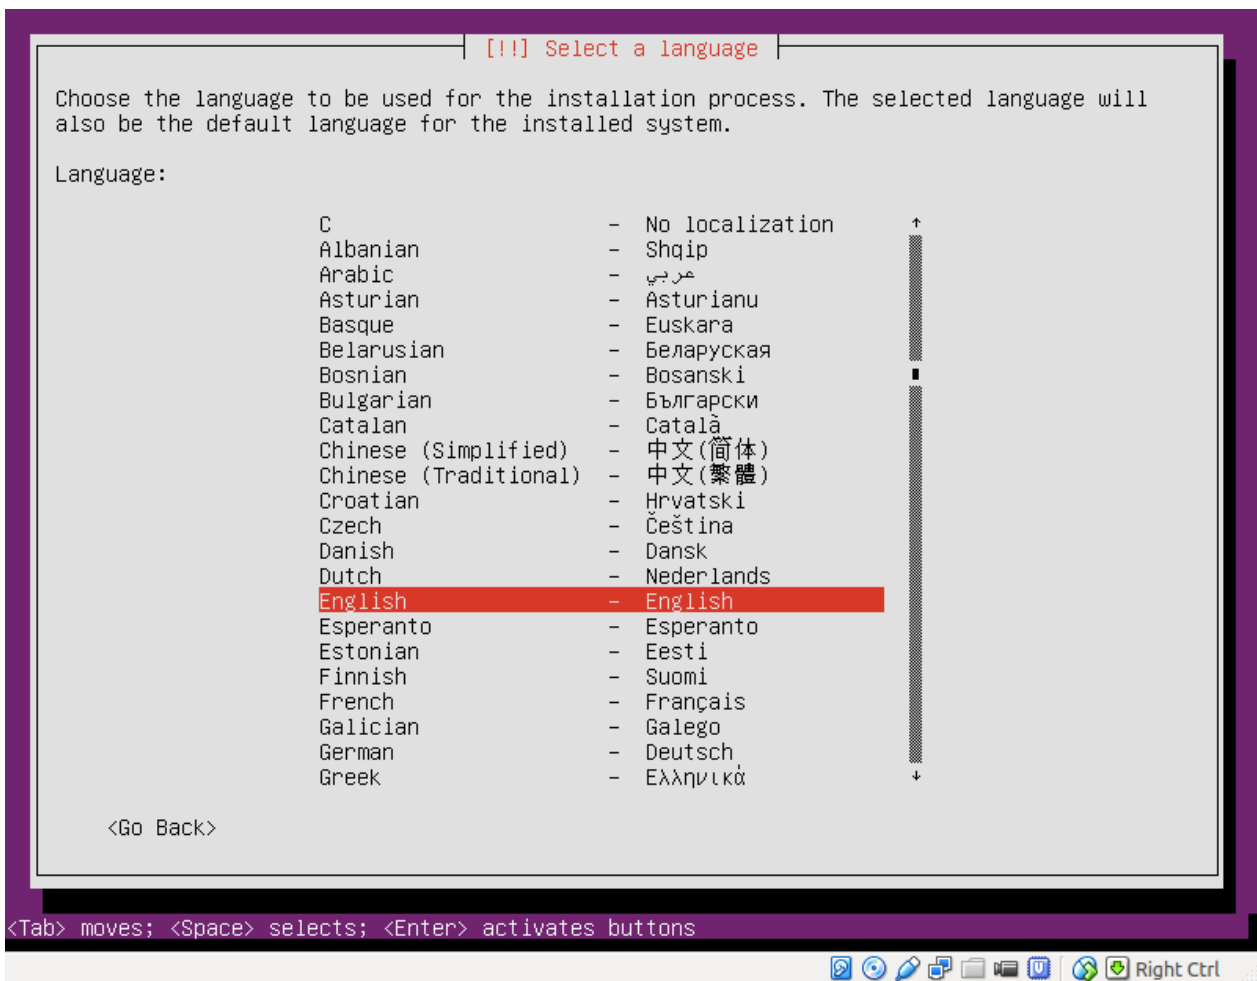 [!!] Select a language
Choose the language to be used for the installation process. The selected language will
also be the default language for the installed system.
Language:
C - No localization
Albanian - Shqip
Arabic - عربي
Asturian - Asturianu
Basque - Euskara
Belarusian - Беларуская
Bosnian - Bosanski
Bulgarian - Български
Catalan - Català
Chinese (Simplified) - 中文(简体)
Chinese (Traditional) - 中文(繁體)
Croatian - Hrvatski
Czech - Čeština
Danish - Dansk
Dutch - Nederlands
English - English
Esperanto - Esperanto
Estonian - Eesti
Finnish - Suomi
French - Français
Galician - Galego
German - Deutsch
Greek - Ελληνικά
<Go Back>
<Tab> moves; <Space> selects; <Enter> activates buttons
Right Ctrl